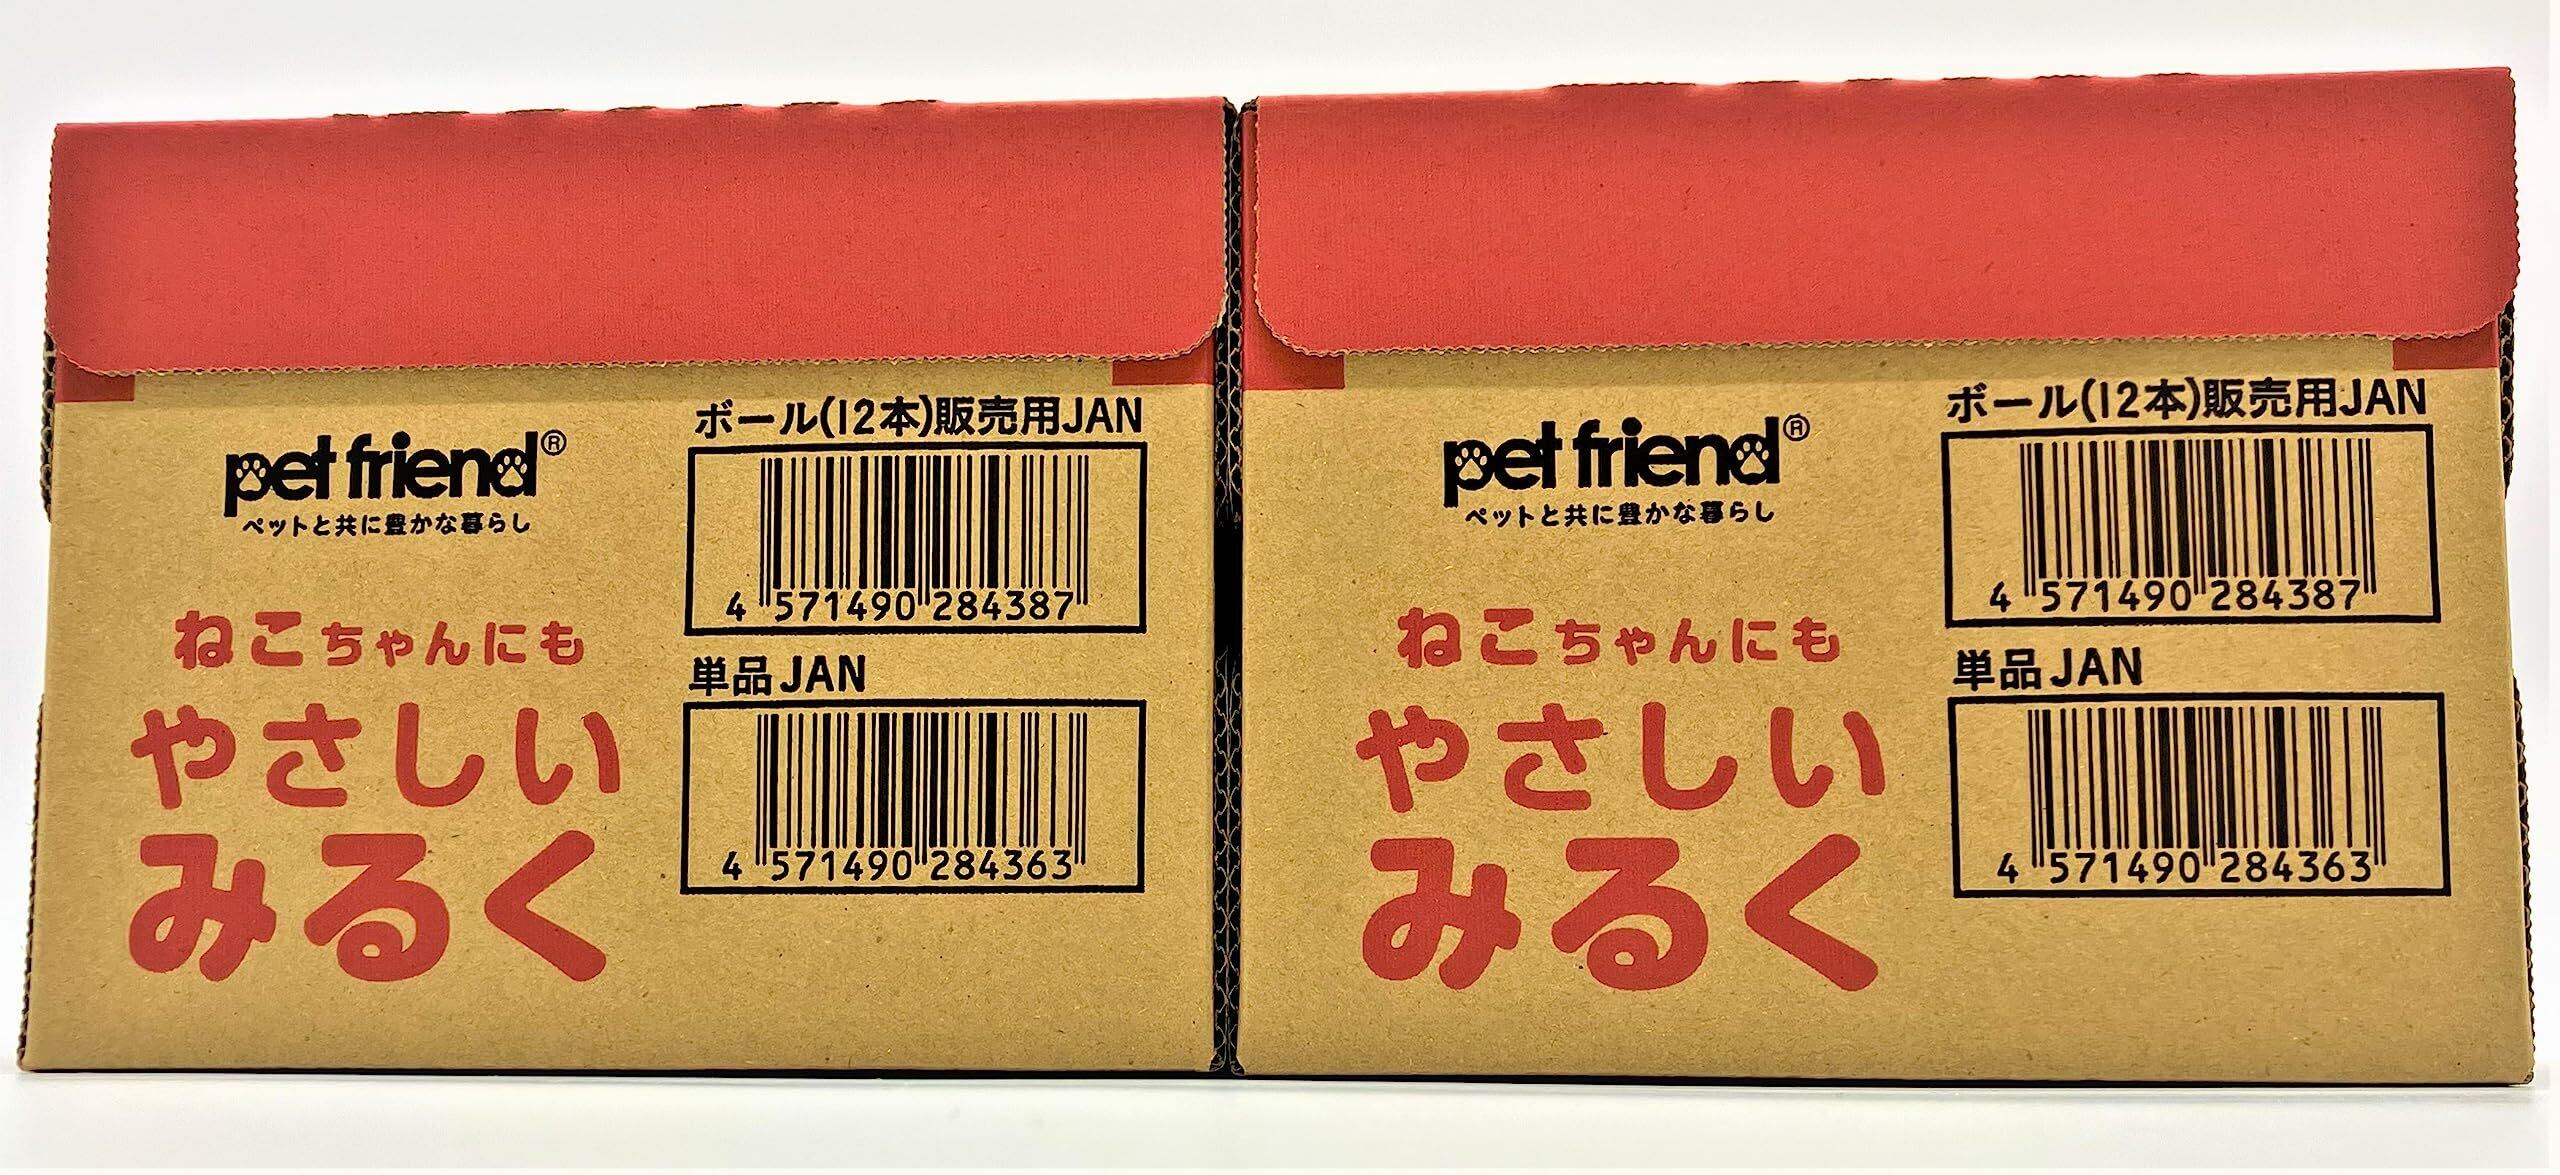 pet friend®
ペットと共に豊かな暮らし
ねこちゃんにも
やさしい
みるく
ボール(12本)販売用JAN
4 571490 284387
単品JAN
4 571490 284363
pet friend®
ペットと共に豊かな暮らし
ねこちゃんにも
やさしい
みるく
ボール(12本)販売用JAN
4 571490 284387
単品JAN
4 571490 284363